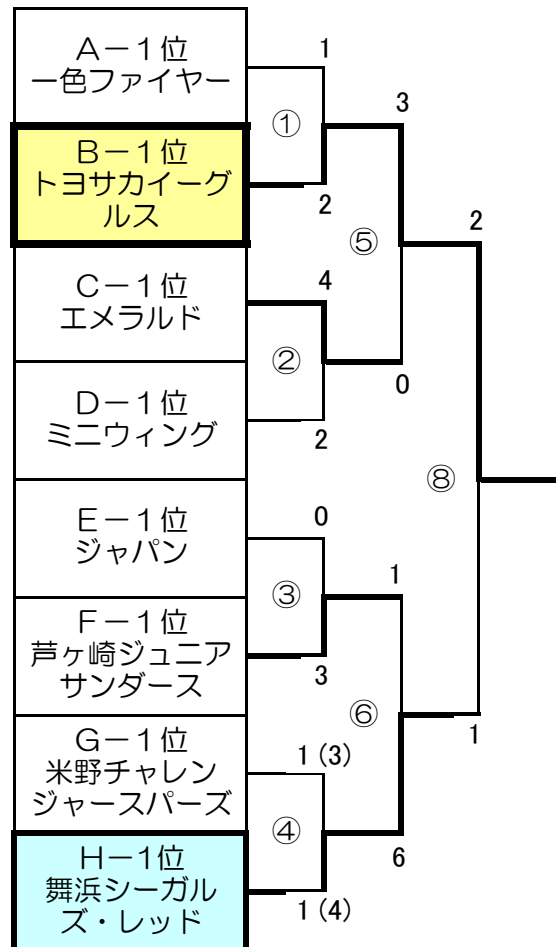 A－1位
一色ファイヤー
B－1位
トヨサカイーグ
ルス
C－1位
エメラルド
D－1位
ミニウィング
E－1位
ジャパン
F－1位
芦ヶ崎ジュニア
サンダース
G－1位
米野チャレン
ジャースパーズ
H－1位
舞浜シーガル
ズ・レッド
1
①
2
4
②
2
0
③
3
1(3)
④
1(4)
3
⑤
0
1
⑥
6
2
⑧
1